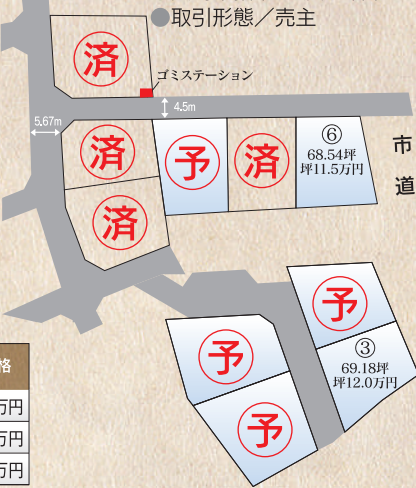 ●取引形態／売主
済
ゴミステーション
5.67m
4.5m
済
予
済
⑥
68.54坪
坪11.5万円
市道
済
予
③
69.18坪
坪12.0万円
予
予
格
万円
万円
万円